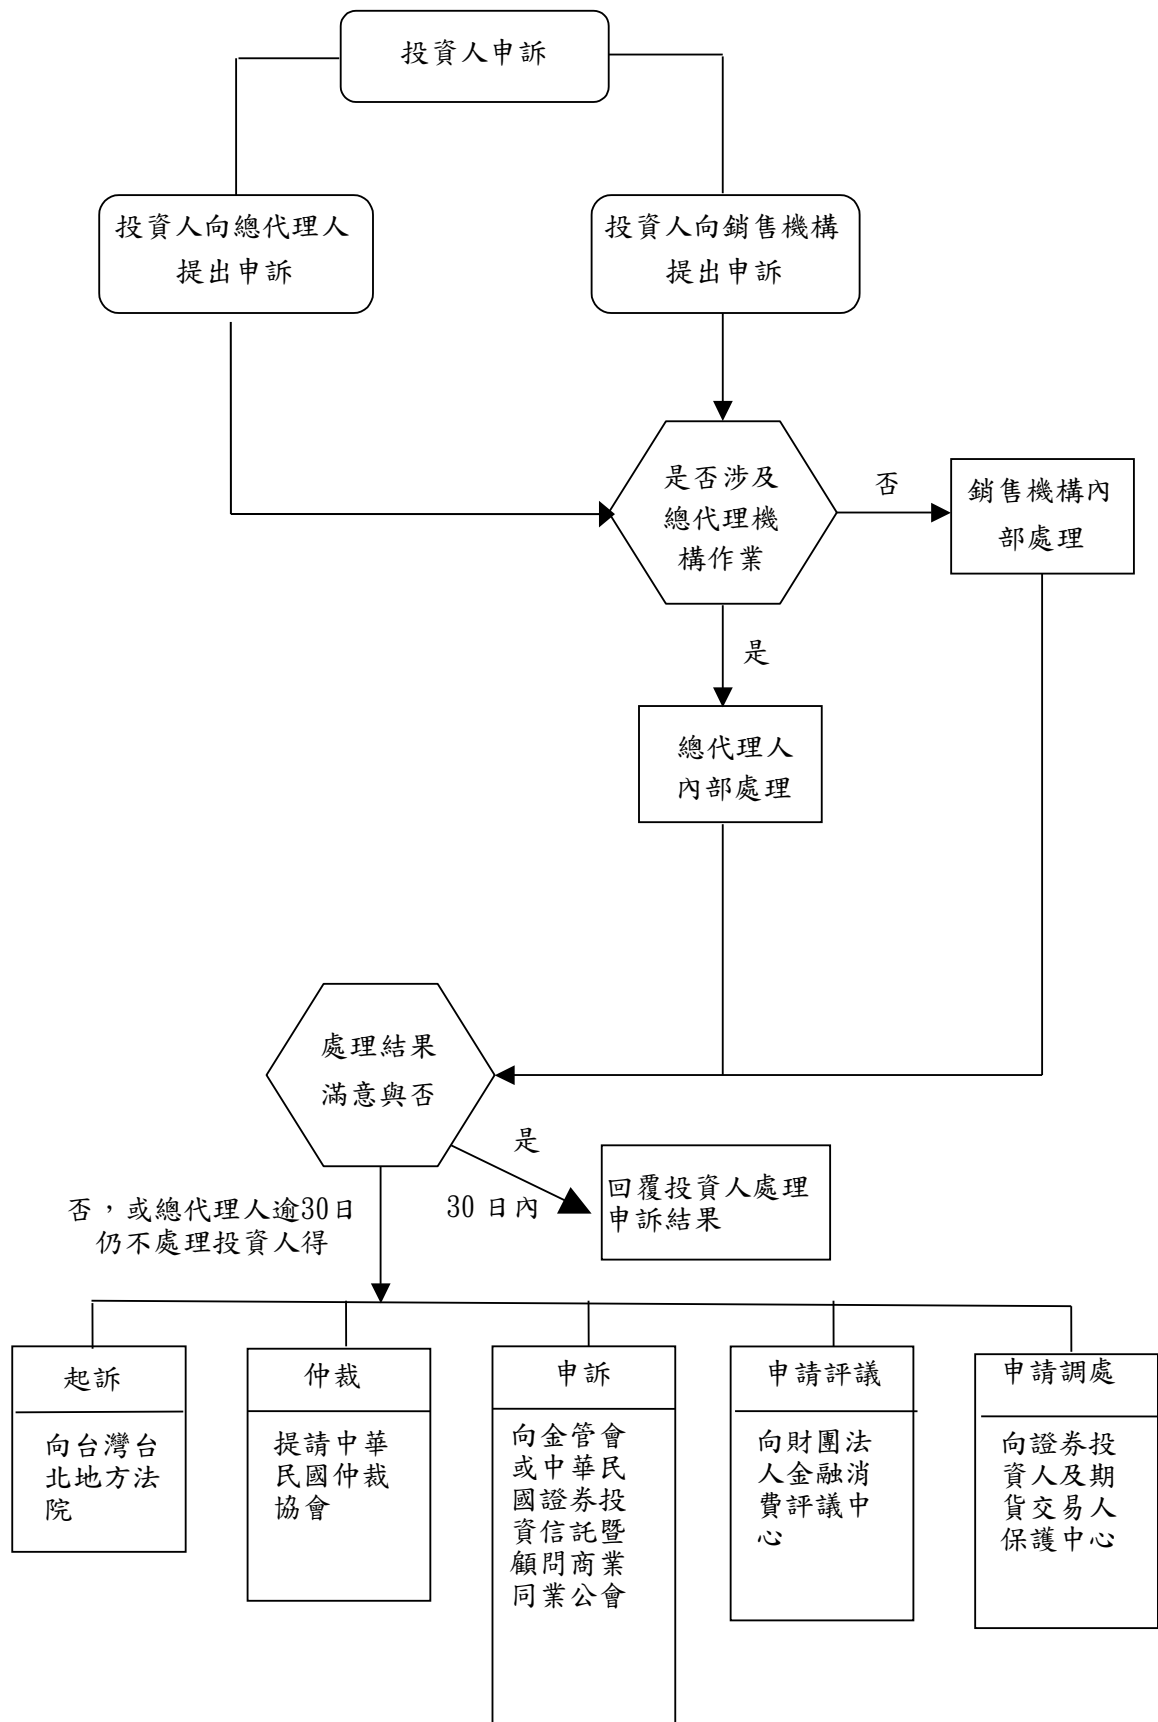 投資人申訴
投資人向總代理人
提出申訴
投資人向銷售機構
提出申訴
是否涉及
總代理機
構作業
否
銷售機構內
部處理
是
總代理人
內部處理
處理結果
滿意與否
是
30 日內
回覆投資人處理
申訴結果
否，或總代理人逾30日
仍不處理投資人得
起訴
向台灣台
北地方法
院
仲裁
提請中華
民國仲裁
協會
申訴
向金管會
或中華民
國證券投
資信託暨
顧問商業
同業公會
申請評議
向財團法
人金融消
費評議中
心
申請調處
向證券投
資人及期
貨交易人
保護中心